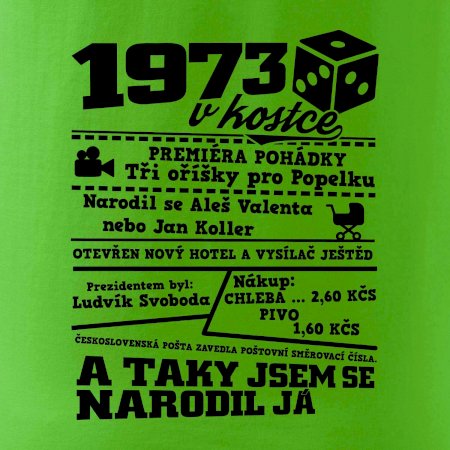 1973
v kostce
PREMIÉRA POHÁDKY
Tři oříšky pro Popelku
Narodil se Aleš Valenta
nebo Jan Koller
OTEVŘEN NOVÝ HOTEL A VYSÍLAČ JEŠTĚD
Prezidentem byl:
Ludvík Svoboda
Nákup:
CHLEBA ... 2,60 KČS
PIVO
1,60 KČS
ČESKOSLOVENSKÁ POŠTA ZAVEDLA POŠTOVNÍ SMĚROVACÍ ČÍSLA.
A TAKY JSEM SE
NARODIL JÁ